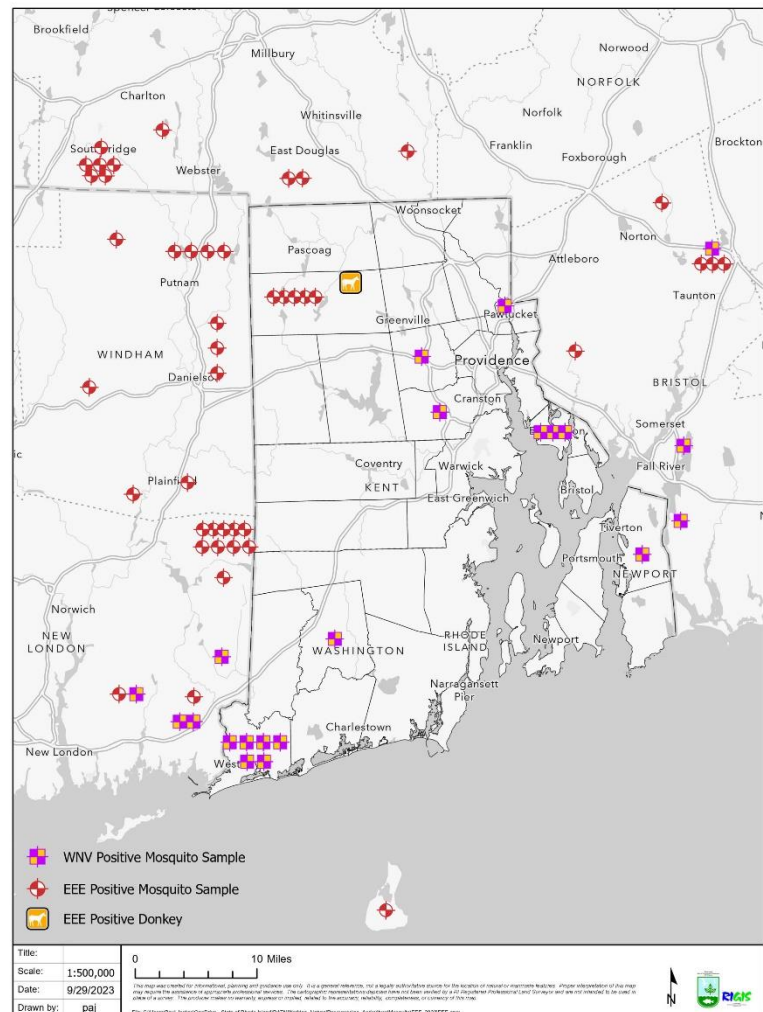 Brookfield
Millbury
Norwood
NORFOLK
Charlton
Whitinsville
Norfolk
Brockton
Franklin
East Douglas
Foxborough
Webster
Woonsocket
Norton
Pascoag
Attleboro
Putnam
Taunton
Greenville
Pawtucket
WINDHAM
Providence
Danielson
BRISTOL
Cranston
Somerset
Fall River
Coventry
Warwick
Plainfield
KENT
Bristol
East Greenwich
Tiverton
Portsmouth
NEWPORT
Norwich
NEW
LONDON
RHODE
ISLAND
Newport
WASHINGTON
Narragansett
Pier
Charlestown
New London
West
WNV Positive Mosquito Sample
EEE Positive Mosquito Sample
EEE Positive Donkey
Title:
Scale: 1:500,000
Date: 9/29/2023
Drawn by: paj
0 10 Miles
N
RIGIS